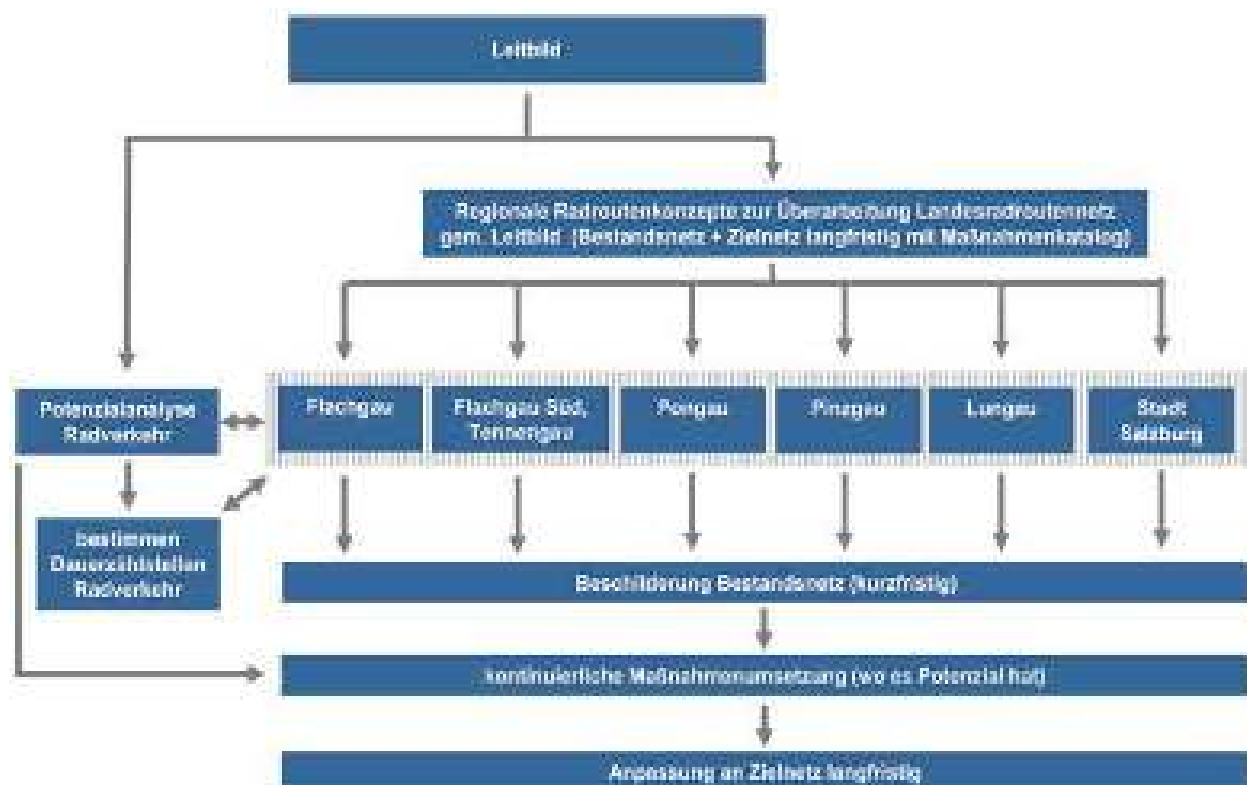 Leitbild
Regionale Radroutenkonzepte zur Überarbeitung Landesradroutennetz
gem. Leitbild (Bestandsnetz + Zielnetz langfristig mit Maßnahmenkatalog)
Potenzialanalyse
Radverkehr
Flachgau
Flachgau Süd,
Tennengau
Pongau
Pinzgau
Lungau
Stadt
Salzburg
bestimmen
Dauerzählstellen
Radverkehr
Beschilderung Bestandsnetz (kurzfristig)
kontinuierliche Maßnahmenumsetzung (wo es Potenzial hat)
Anpassung an Zielnetz langfristig